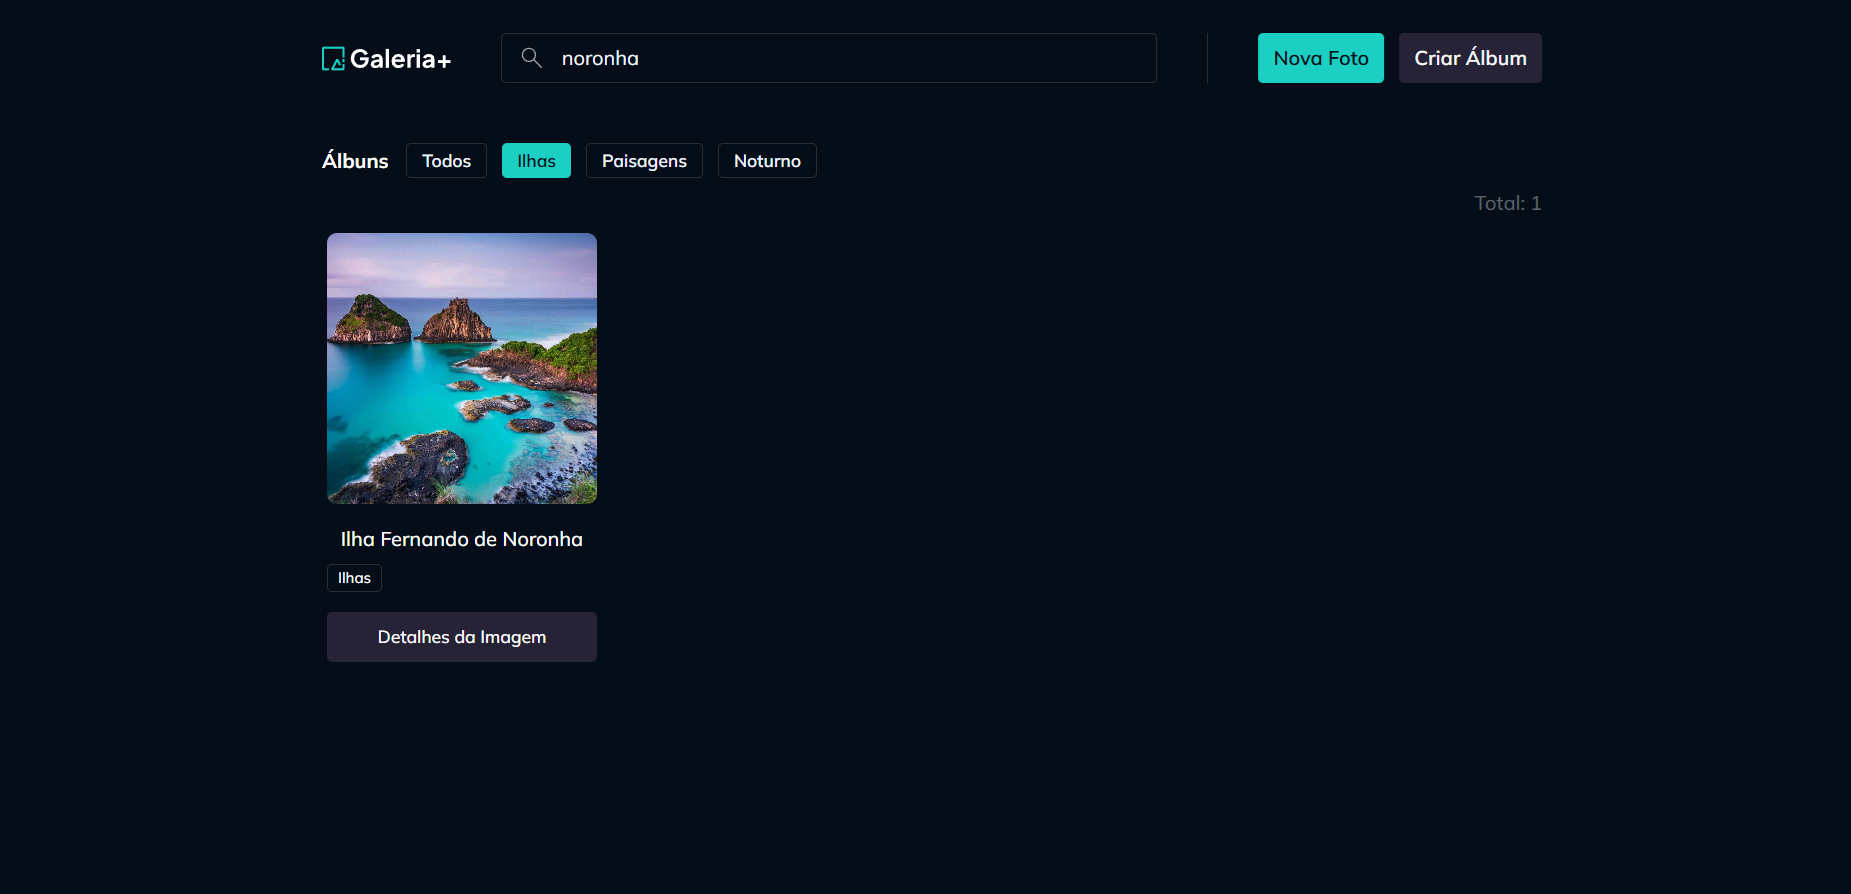 Galeria+
noronha
Nova Foto
Criar Álbum
Álbuns
Todos
Ilhas
Paisagens
Noturno
Total: 1
Ilha Fernando de Noronha
Ilhas
Detalhes da Imagem